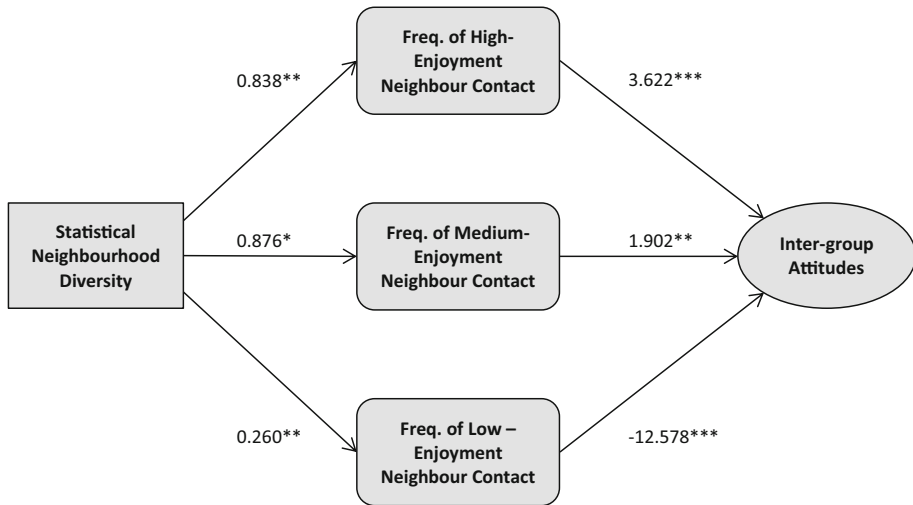 Freq. of High-
Enjoyment
Neighbour Contact
0.838**
3.622***
Statistical
Neighbourhood
Diversity
0.876*
Freq. of Medium-
Enjoyment
Neighbour Contact
1.902**
Inter-group
Attitudes
0.260**
Freq. of Low –
Enjoyment
Neighbour Contact
-12.578***